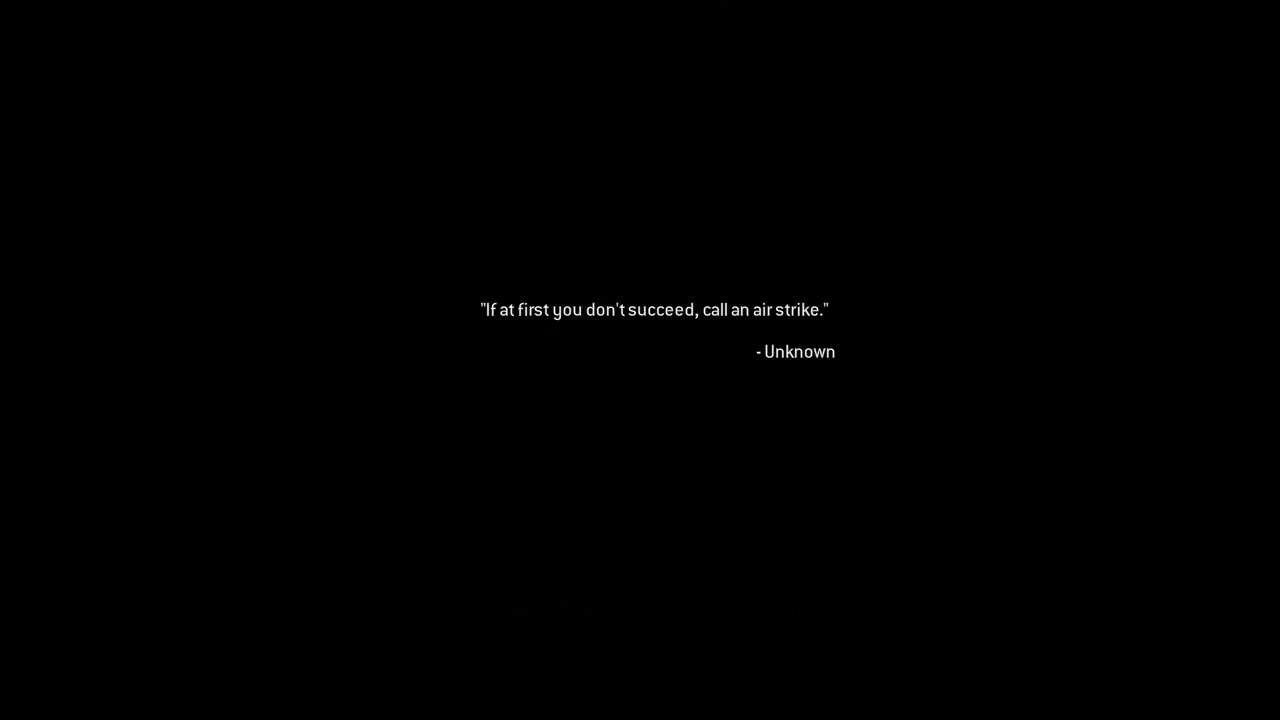 "If at first you don't succeed, call an air strike."
- Unknown